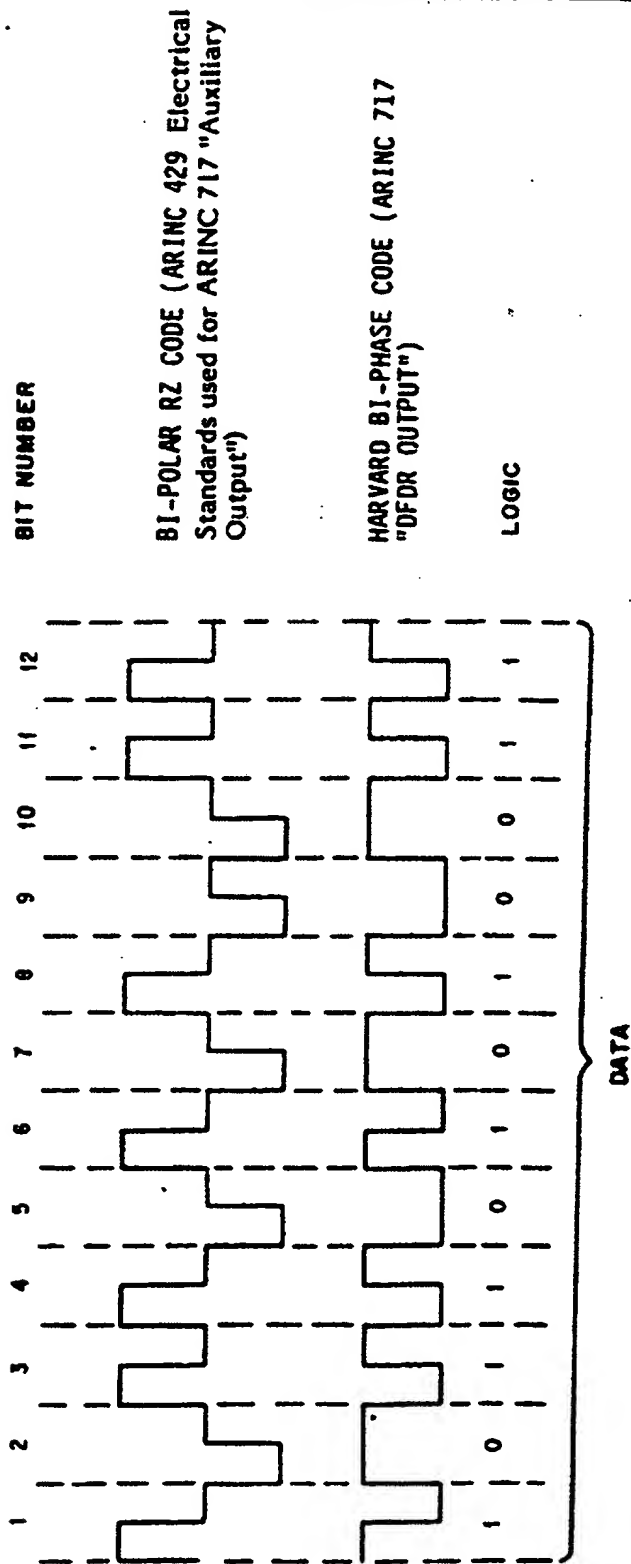 BIT NUMBER
1 2 3 4 5 6 7 8 9 10 11 12
BI-POLAR RZ CODE (ARINC 429 Electrical
Standards used for ARINC 717 "Auxiliary
Output")
HARVARD BI-PHASE CODE (ARINC 717
"DFDR OUTPUT")
LOGIC
1 0 1 1 0 1 0 1 0 0 1 1
DATA